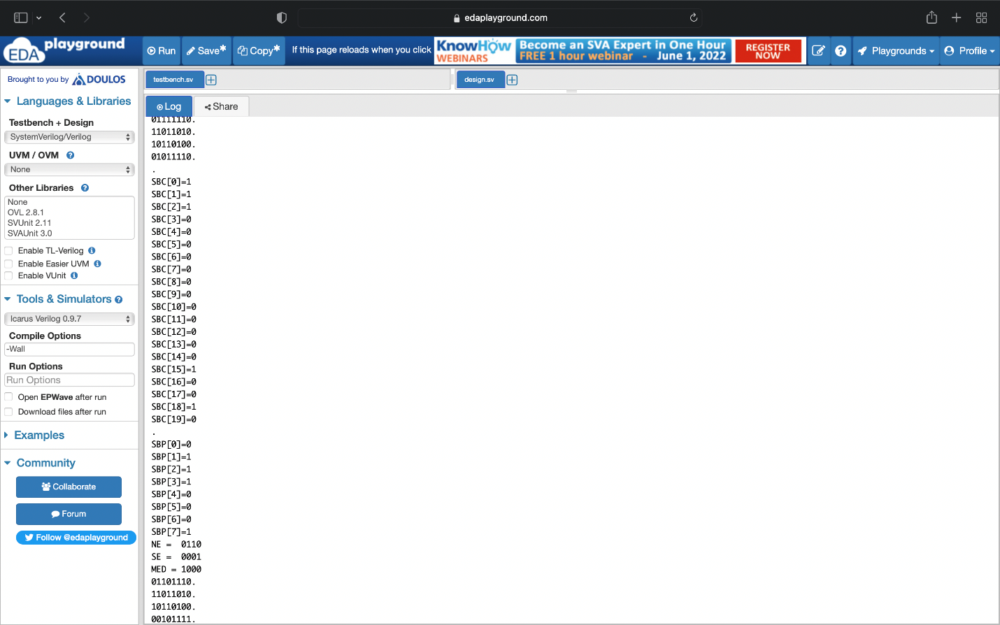 edaplayground.com
EDA playground
Run
Save*
Copy*
If this page reloads when you click
KNOWHOW WEBINARS
Become an SVA Expert in One Hour
FREE 1 hour webinar - June 1, 2022
REGISTER NOW
Playgrounds
Profile
Brought to you by DOULOS
testbench.sv
design.sv
Log
Share
Languages & Libraries
Testbench + Design
SystemVerilog/Verilog
UVM / OVM
None
Other Libraries
None
OVL 2.8.1
SVUnit 2.11
SVAUnit 3.0
Enable TL-Verilog
Enable Easier UVM
Enable VUnit
Tools & Simulators
Icarus Verilog 0.9.7
Compile Options
-Wall
Run Options
Run Options
Open EPWave after run
Download files after run
Examples
Community
Collaborate
Forum
Follow @edaplayground
01111110.
11011010.
10110100.
01011110.
.
SBC[0]=1
SBC[1]=1
SBC[2]=1
SBC[3]=0
SBC[4]=0
SBC[5]=0
SBC[6]=0
SBC[7]=0
SBC[8]=0
SBC[9]=0
SBC[10]=0
SBC[11]=0
SBC[12]=0
SBC[13]=0
SBC[14]=0
SBC[15]=1
SBC[16]=0
SBC[17]=0
SBC[18]=1
SBC[19]=0
.
SBP[0]=0
SBP[1]=1
SBP[2]=1
SBP[3]=1
SBP[4]=0
SBP[5]=0
SBP[6]=0
SBP[7]=1
NE =  0110
SE =  0001
MED = 1000
01101110.
11011010.
10110100.
00101111.